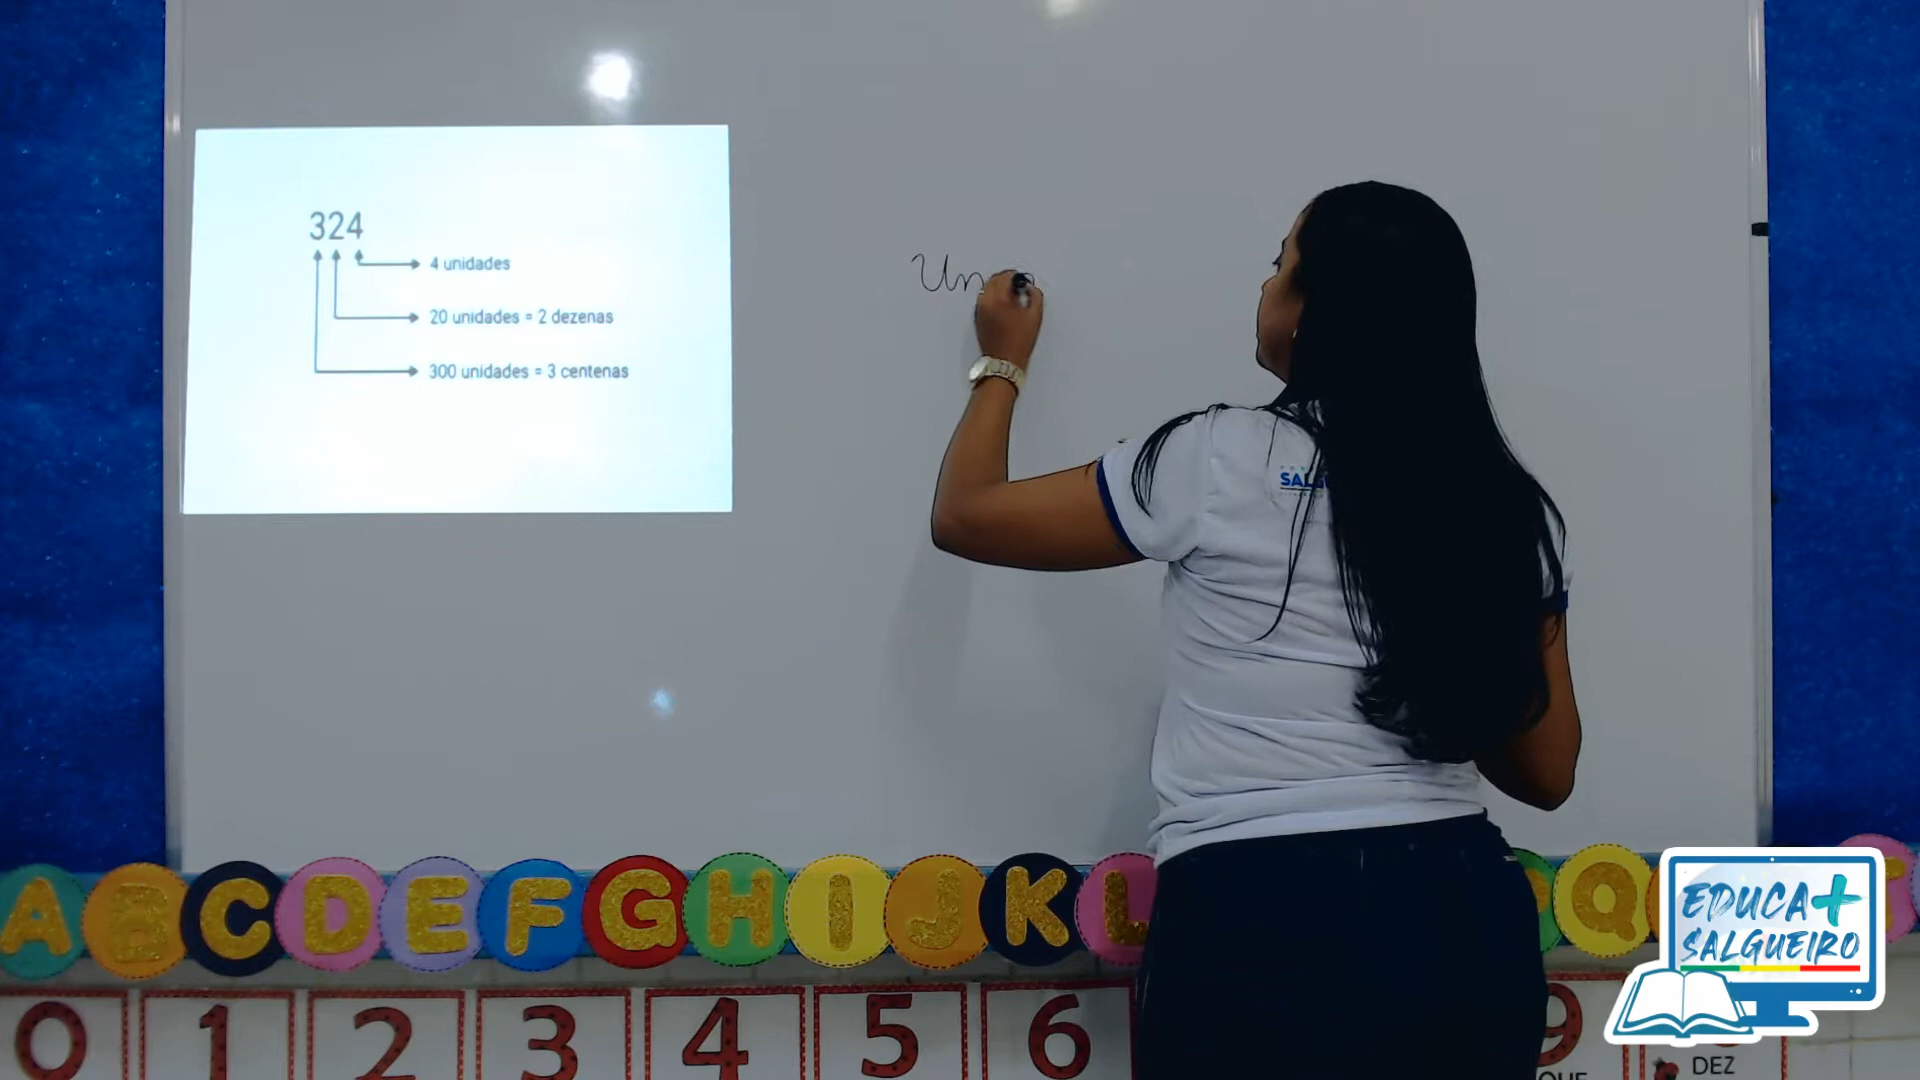 324
4 unidades
20 unidades = 2 dezenas
300 unidades = 3 centenas
Un
A B C D E F G H I J K L Q
0 1 2 3 4 5 6 9
DEZ
EDUCA+
SALGUEIRO